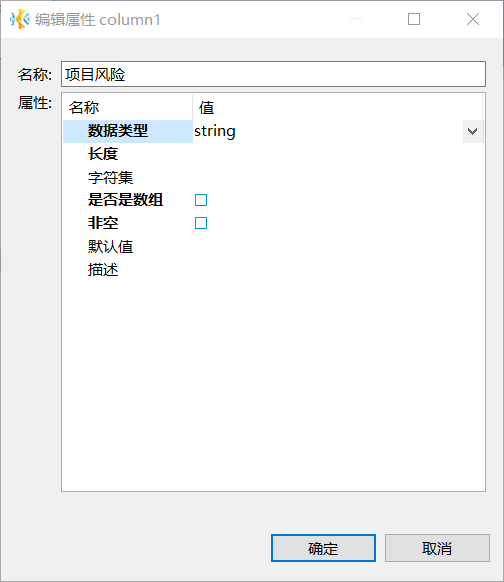 编辑属性 column1
名称: 项目风险
属性:
名称 值
数据类型 string
长度
字符集
是否是数组
非空
默认值
描述
确定 取消